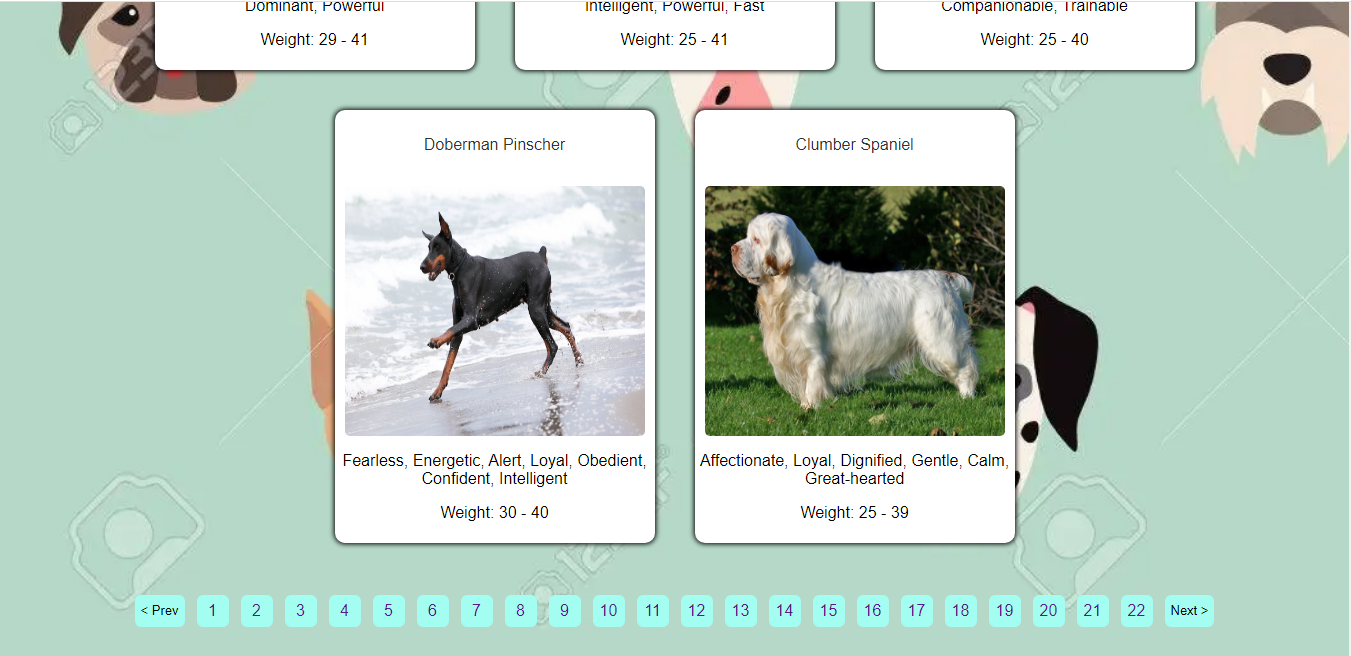 Dominant, Powerful
Weight: 29 - 41
Intelligent, Powerful, Fast
Weight: 25 - 41
Companionable, Trainable
Weight: 25 - 40
Doberman Pinscher
Fearless, Energetic, Alert, Loyal, Obedient,
Confident, Intelligent
Weight: 30 - 40
Clumber Spaniel
Affectionate, Loyal, Dignified, Gentle, Calm,
Great-hearted
Weight: 25 - 39
< Prev 1 2 3 4 5 6 7 8 9 10 11 12 13 14 15 16 17 18 19 20 21 22 Next >